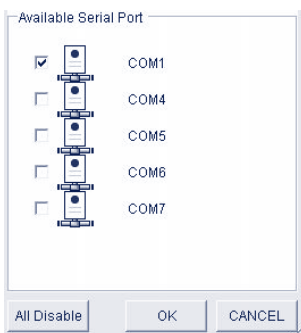 Available Serial Port
COM1
COM4
COM5
COM6
COM7
All Disable OK CANCEL